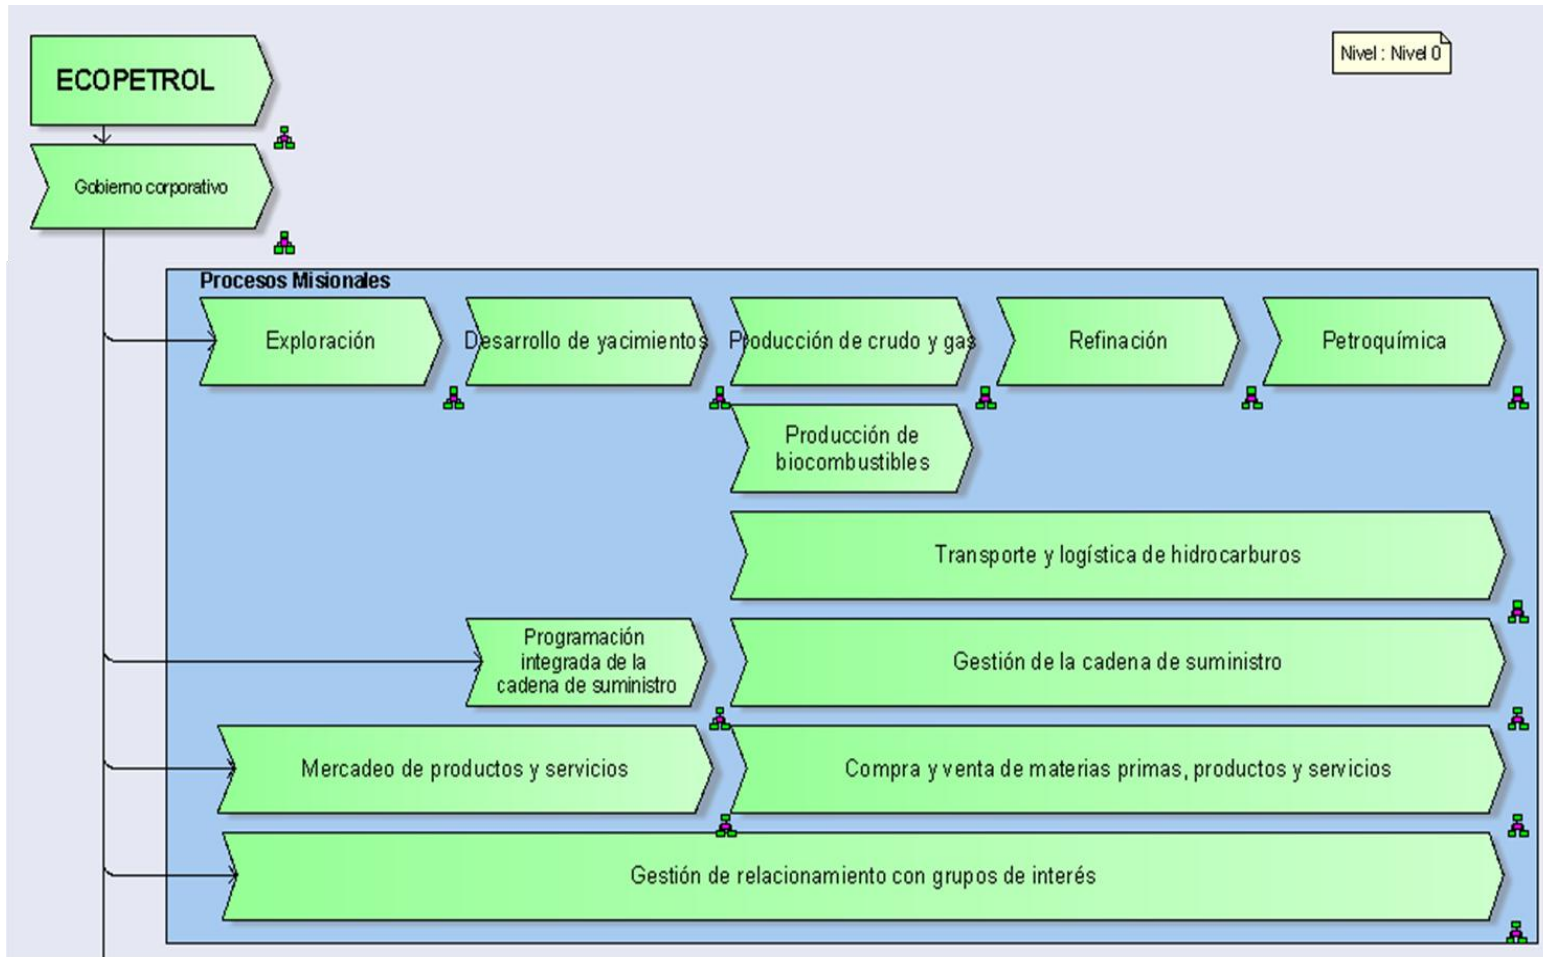 ECOPETROL
Nivel : Nivel 0
Gobierno corporativo
Procesos Misionales
Exploración
Desarrollo de yacimientos
Producción de crudo y gas
Refinación
Petroquímica
Producción de
biocombustibles
Transporte y logística de hidrocarburos
Programación
integrada de la
cadena de suministro
Gestión de la cadena de suministro
Mercadeo de productos y servicios
Compra y venta de materias primas, productos y servicios
Gestión de relacionamiento con grupos de interés